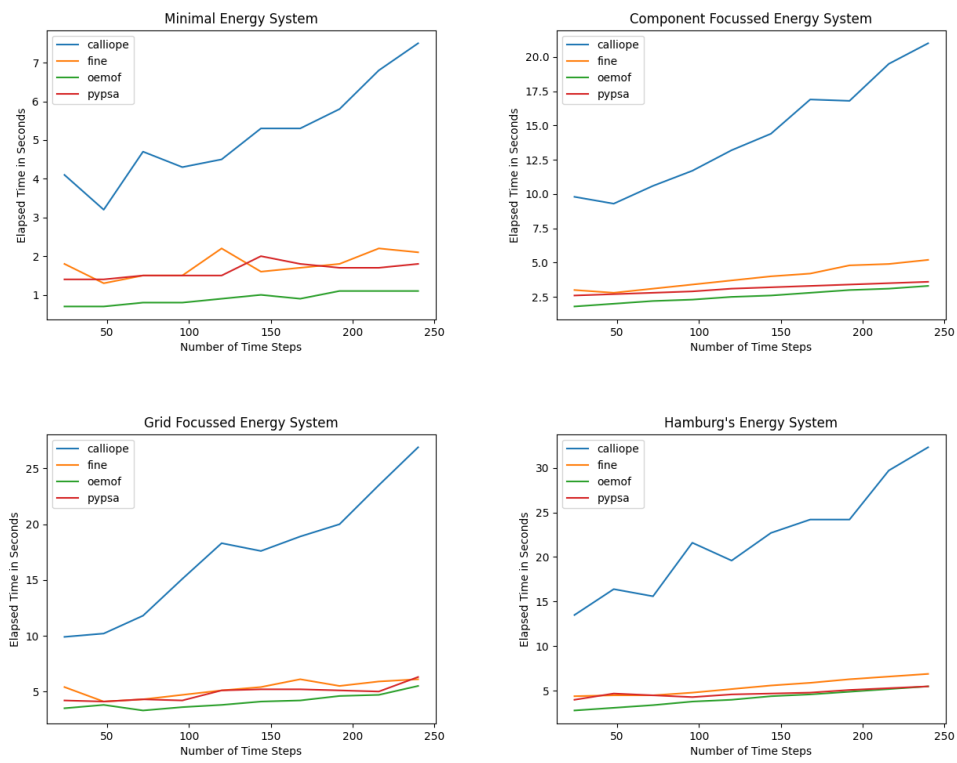 Minimal Energy System
calliope
fine
oemof
pypsa
7
6
5
4
3
2
1
Elapsed Time in Seconds
50
100
150
200
250
Number of Time Steps
Component Focussed Energy System
calliope
fine
oemof
pypsa
20.0
17.5
15.0
12.5
10.0
7.5
5.0
2.5
Elapsed Time in Seconds
50
100
150
200
250
Number of Time Steps
Grid Focussed Energy System
calliope
fine
oemof
pypsa
25
20
15
10
5
Elapsed Time in Seconds
50
100
150
200
250
Number of Time Steps
Hamburg's Energy System
calliope
fine
oemof
pypsa
30
25
20
15
10
5
Elapsed Time in Seconds
50
100
150
200
250
Number of Time Steps